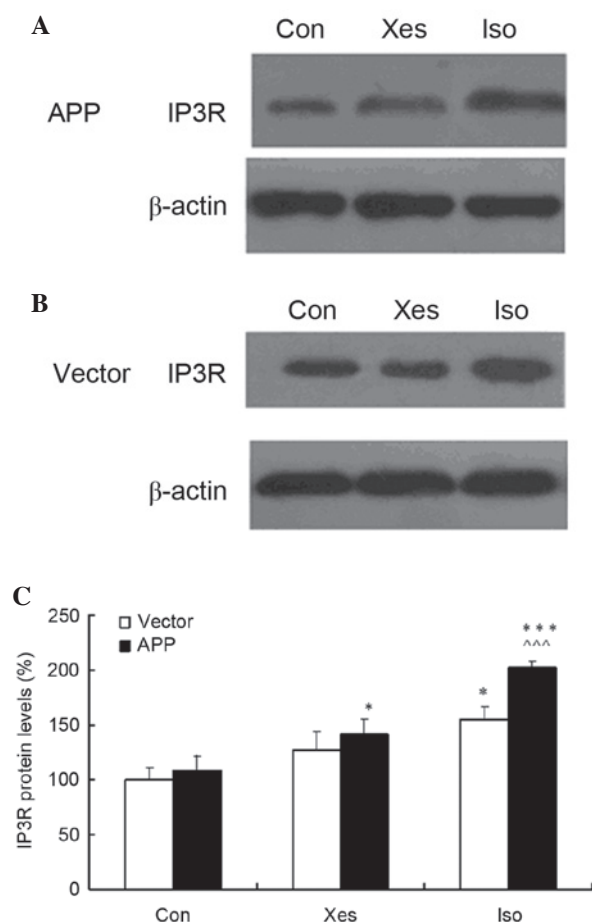 A
Con Xes Iso
APP IP3R
β-actin
B
Con Xes Iso
Vector IP3R
β-actin
C
Vector
APP
IP3R protein levels (%)
250
200
150
100
50
0
*
*
***
^^^
Con Xes Iso